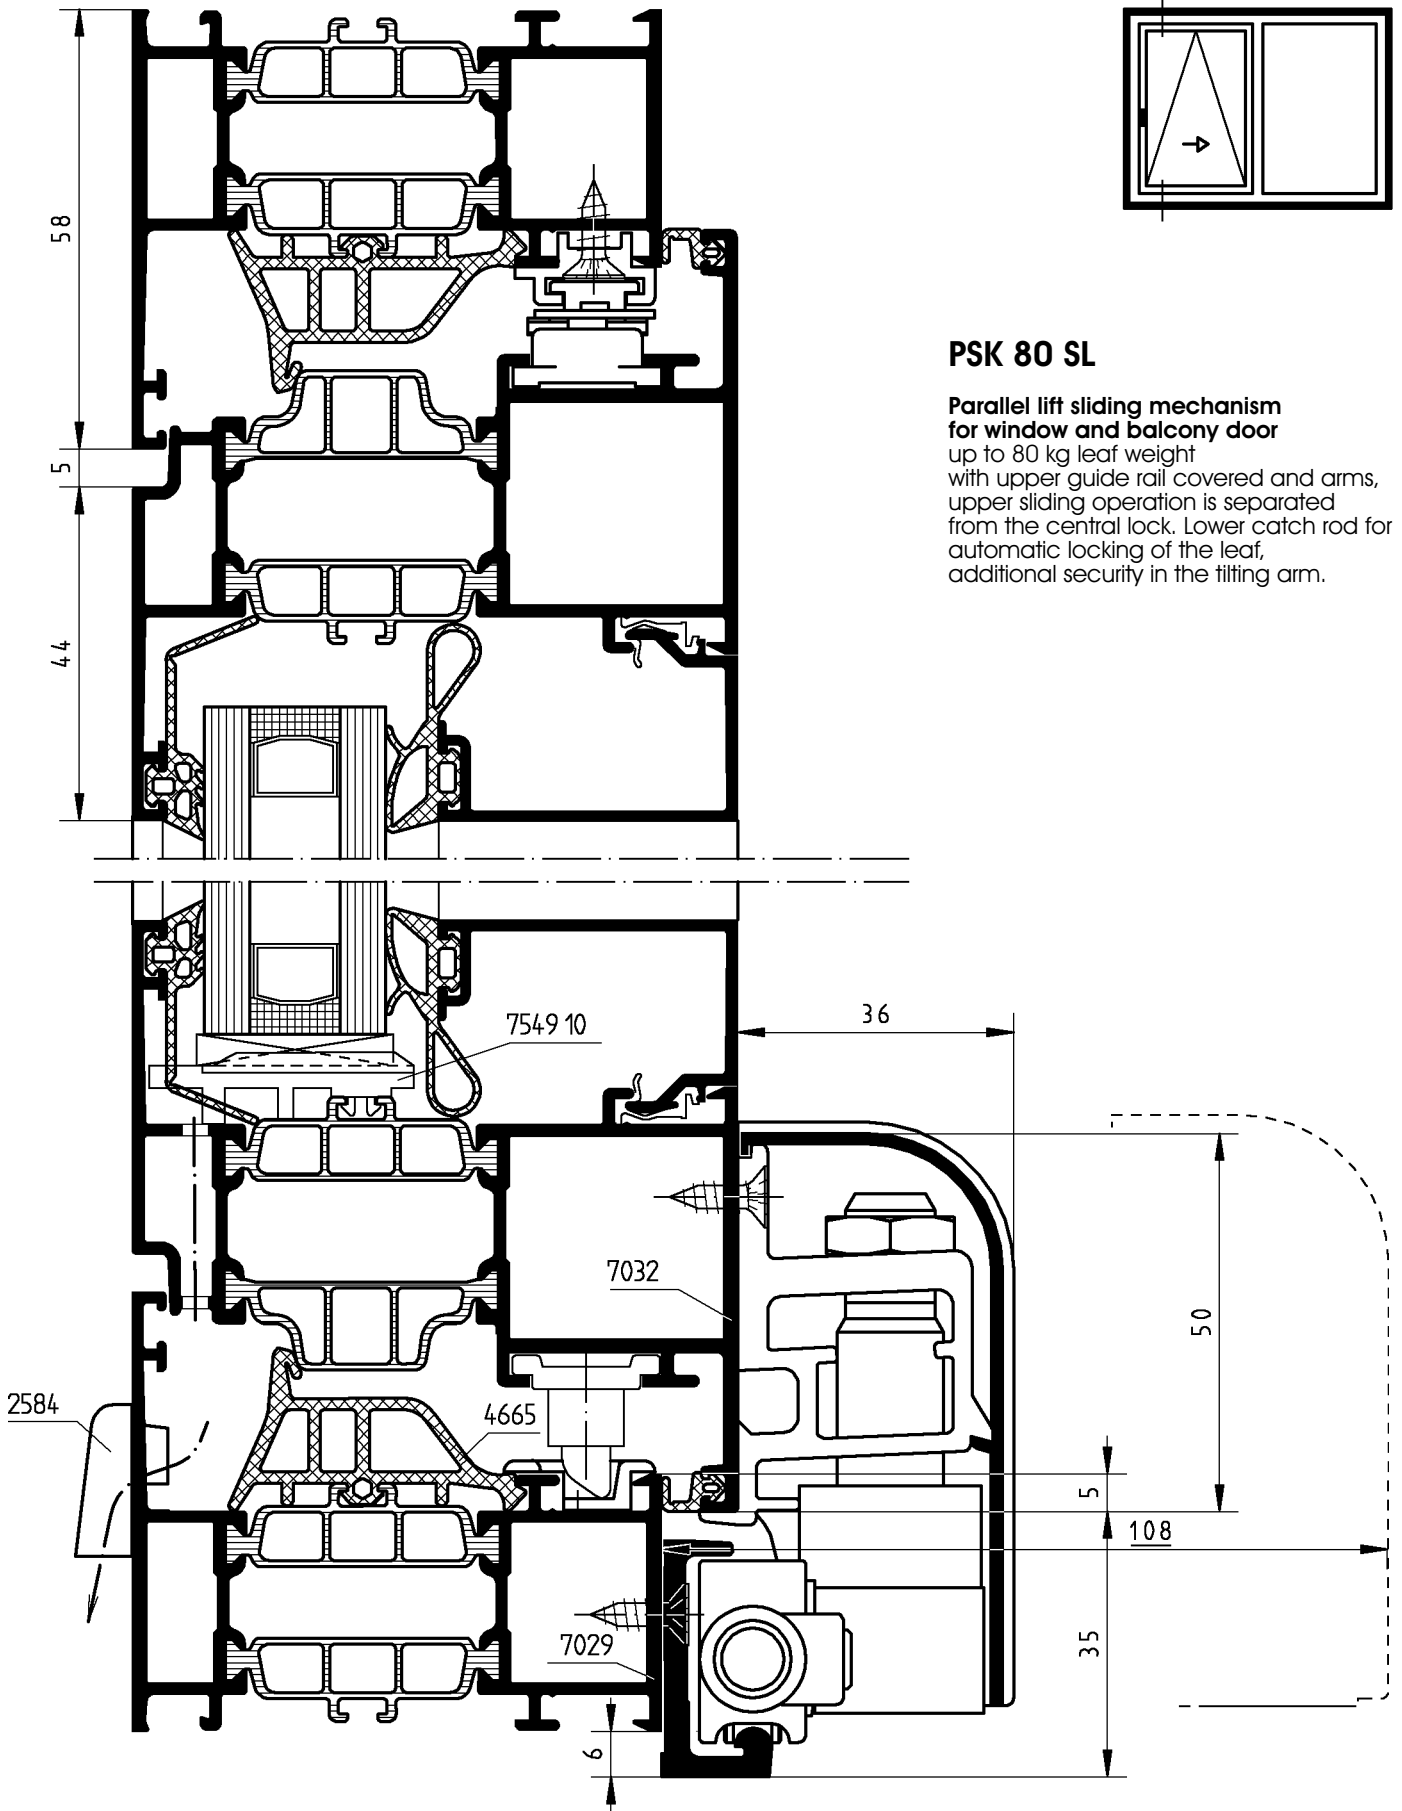 PSK 80 SL
Parallel lift sliding mechanism
for window and balcony door
up to 80 kg leaf weight
with upper guide rail covered and arms,
upper sliding operation is separated
from the central lock. Lower catch rod for
automatic locking of the leaf,
additional security in the tilting arm.
58
5
44
36
7549 10
7032
50
2584
4665
5
108
7029
35
6